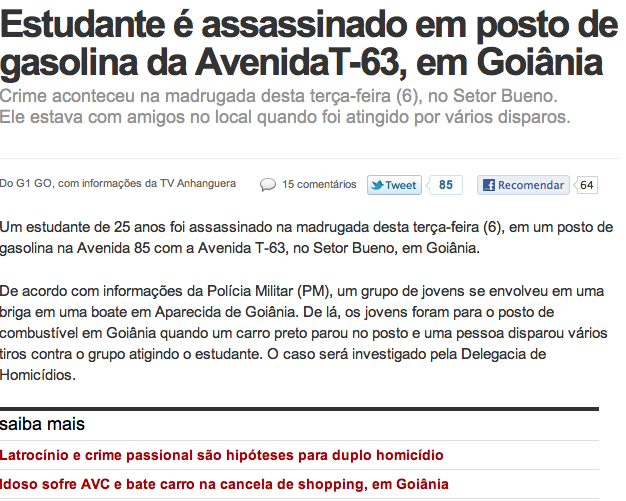 Estudante é assassinado em posto de
gasolina da AvenidaT-63, em Goiânia
Crime aconteceu na madrugada desta terça-feira (6), no Setor Bueno.
Ele estava com amigos no local quando foi atingido por vários disparos.
Do G1 GO, com informações da TV Anhanguera 15 comentários Tweet 85 Recomendar 64
Um estudante de 25 anos foi assassinado na madrugada desta terça-feira (6), em um posto de
gasolina na Avenida 85 com a Avenida T-63, no Setor Bueno, em Goiânia.
De acordo com informações da Polícia Militar (PM), um grupo de jovens se envolveu em uma
briga em uma boate em Aparecida de Goiânia. De lá, os jovens foram para o posto de
combustível em Goiânia quando um carro preto parou no posto e uma pessoa disparou vários
tiros contra o grupo atigindo o estudante. O caso será investigado pela Delegacia de
Homicídios.
saiba mais
Latrocínio e crime passional são hipóteses para duplo homicídio
Idoso sofre AVC e bate carro na cancela de shopping, em Goiânia